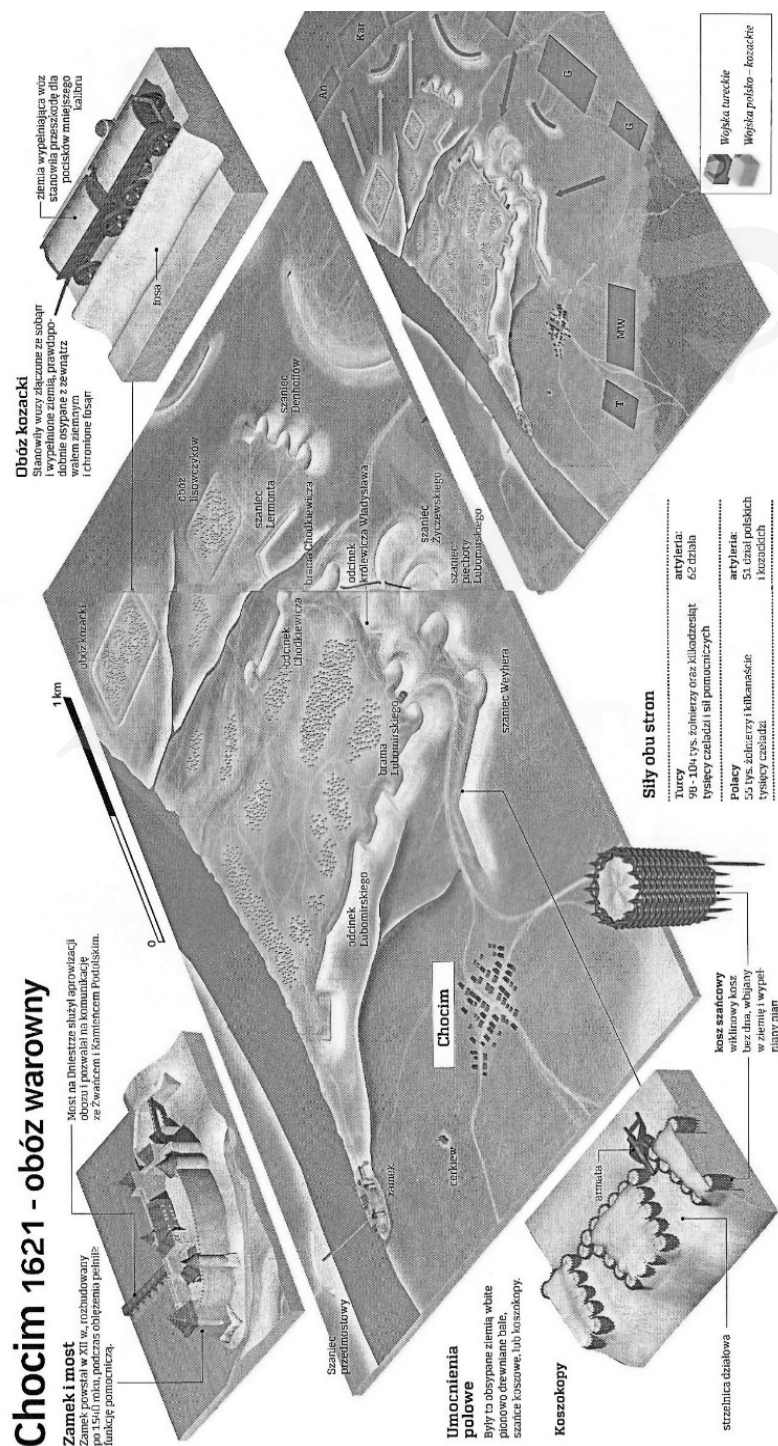 Chocim 1621 - obóz warowny
Zamek i most
Zamek powstał w XII w., rozbudowany
po 1540 roku, podczas oblężenia pełnił
funkcję pomocniczą.
Most na Dniestrze służył aprowizacji
obozu i pozwalał na komunikację
ze Żwańcem i Kamieńcem Podolskim.
0
1 km
Obóz kozacki
Stanowiły wozy złączone ze sobą
i wypełnione ziemią, prawdopo-
dobnie osypane z zewnątrz
wałem ziemnym
i chronione fosą
ziemia wypełniająca wóz
stanowiła przeszkodę dla
pocisków mniejszego
kalibru
fosa
obóz kozacki
obóz
lisowczyków
szaniec
Lermonta
szaniec
Denhoffów
brama Chodkiewicza
odcinek
Chodkiewicza
odcinek
królewicza Władysława
szaniec
Życzewskiego
szaniec
piechoty
Lubomirskiego
brama
Lubomirskiego
szaniec Weyhera
odcinek
Lubomirskiego
Chocim
zamek
cerkiew
Szaniec
przedmostowy
Umocnienia
polowe
Były to obsypane ziemią wbite
pionowo drewniane bale,
szańce koszowe, lub koszokopy.
Koszokopy
armata
strzelnica działowa
kosz szańcowy
wiklinowy kosz
bez dna, wbijany
w ziemię i wypeł-
niany nią
Siły obu stron
Turcy
98 - 104 tys. żołnierzy oraz kilkadziesiąt
tysięcy czeladzi i sił pomocniczych
artyleria:
62 działa
Polacy
55 tys. żołnierzy i kilkanaście
tysięcy czeladzi
artyleria:
51 dział polskich
i kozackich
An
Kar
G
G
MW
T
Wojska tureckie
Wojska polsko - kozackie